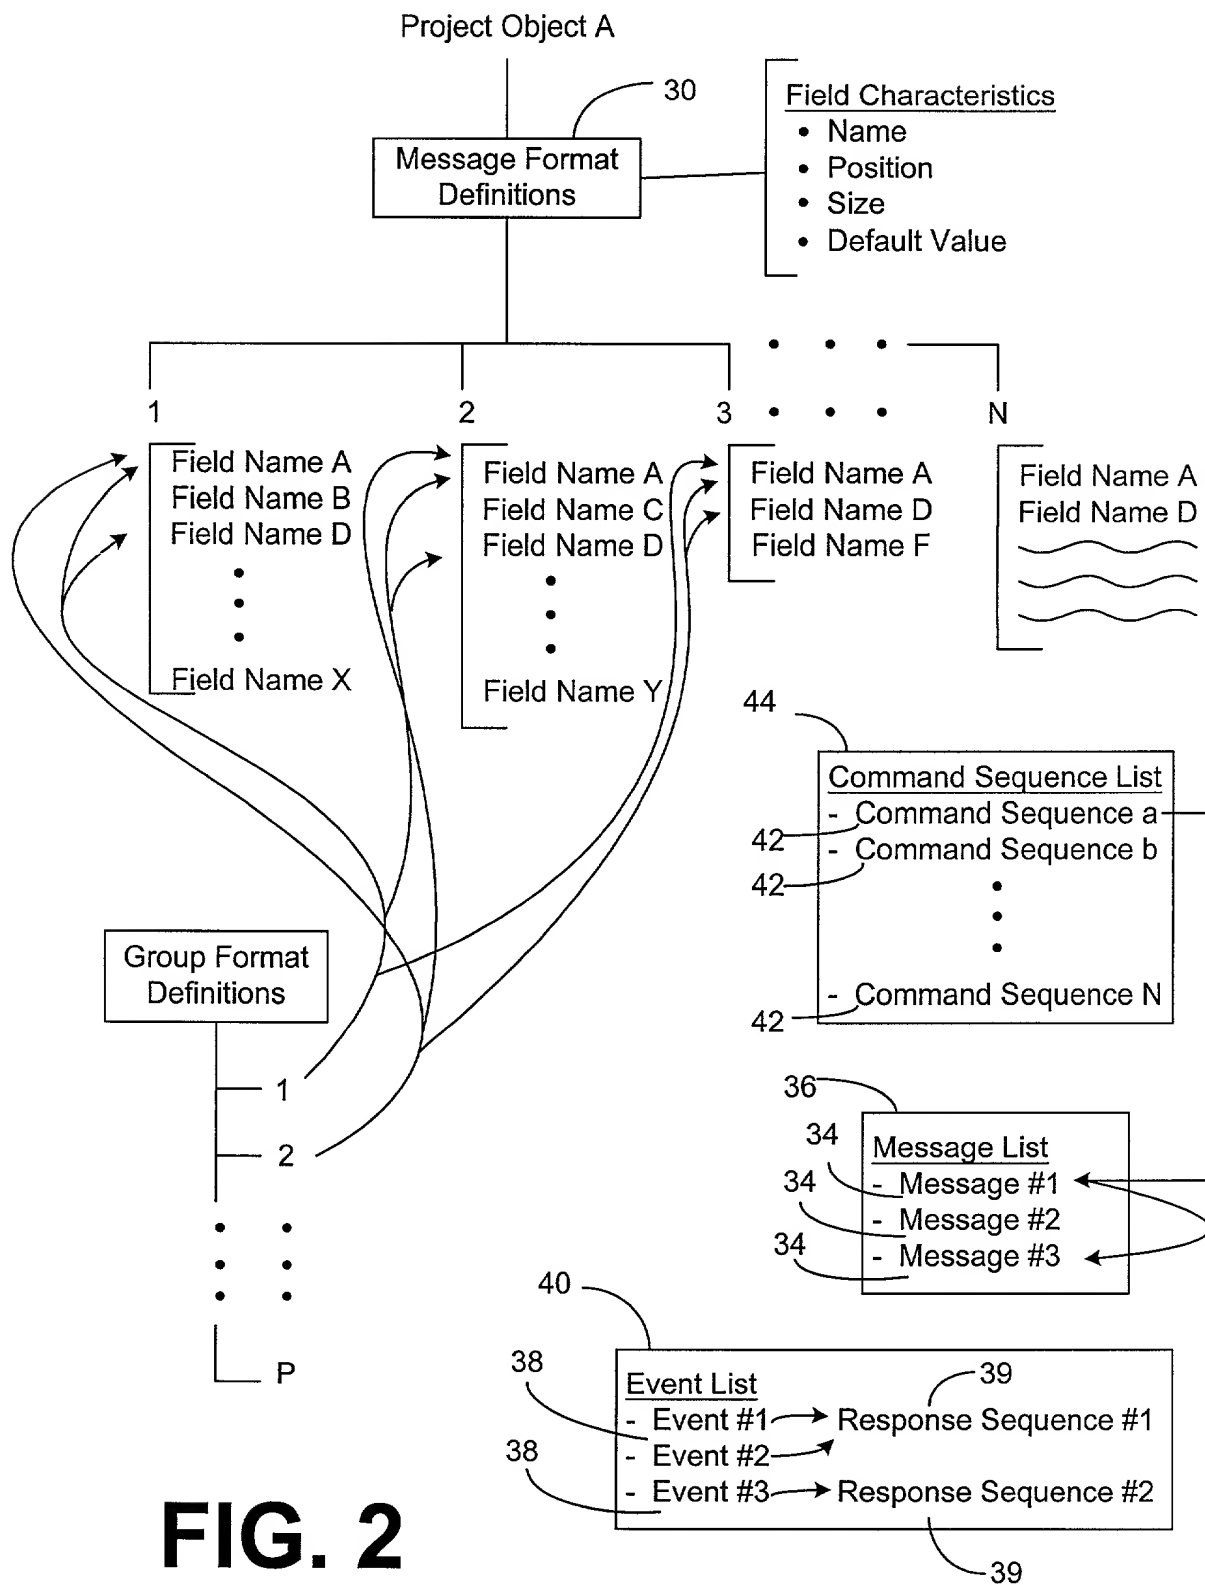 Project Object A
30
Message Format
Definitions
Field Characteristics
• Name
• Position
• Size
• Default Value
1
2
3
N
Field Name A
Field Name B
Field Name D
Field Name X
Field Name A
Field Name C
Field Name D
Field Name Y
Field Name A
Field Name D
Field Name F
Field Name A
Field Name D
44
Command Sequence List
- Command Sequence a
42
- Command Sequence b
42
- Command Sequence N
42
Group Format
Definitions
1
2
P
36
34
Message List
- Message #1
34
- Message #2
34
- Message #3
40
38
39
Event List
- Event #1
Response Sequence #1
- Event #2
38
- Event #3
Response Sequence #2
39
FIG. 2